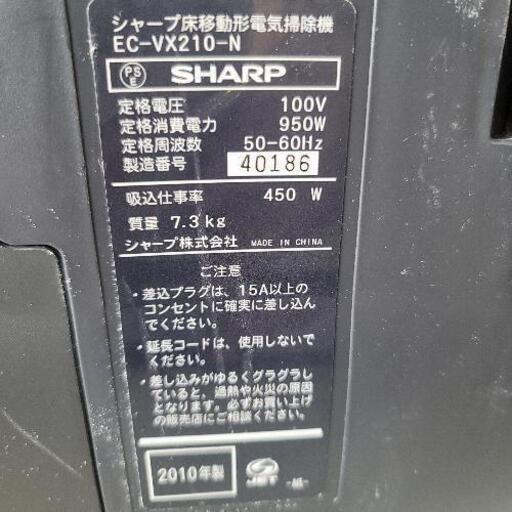 シャープ床移動形電気掃除機
EC-VX210-N
PS
E
SHARP
定格電圧 100V
定格消費電力 950W
定格周波数 50-60Hz
製造番号 40186
吸込仕事率 450 W
質量 7.3kg
シャープ株式会社 MADE IN CHINA
ご注意
・差込プラグは、15A以上の
コンセントに確実に差し込ん
でください。
・延長コードは、使用しないで
ください。
・差し込みがゆるくグラグラし
ていると、過熱や火災の原因
となります。必ずお買い上げ
の販売店にご相談ください。
2010年製
JET -AE-